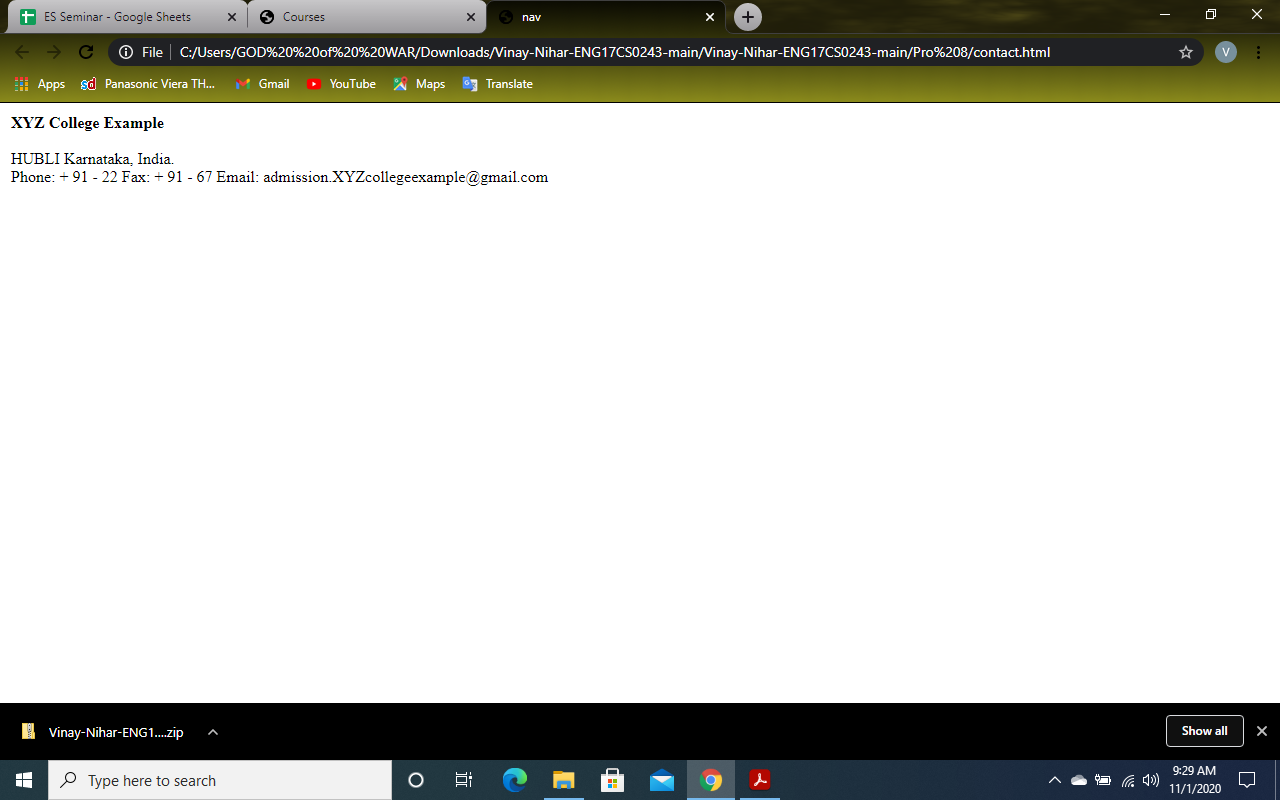 ES Seminar - Google Sheets
Courses
nav
File
C:/Users/GOD%20%20of%20%20WAR/Downloads/Vinay-Nihar-ENG17CS0243-main/Vinay-Nihar-ENG17CS0243-main/Pro%208/contact.html
V
Apps
Panasonic Viera TH...
Gmail
YouTube
Maps
Translate
XYZ College Example
HUBLI Karnataka, India.
Phone: + 91 - 22 Fax: + 91 - 67 Email: admission.XYZcollegeexample@gmail.com
Vinay-Nihar-ENG1....zip
Show all
Type here to search
9:29 AM
11/1/2020